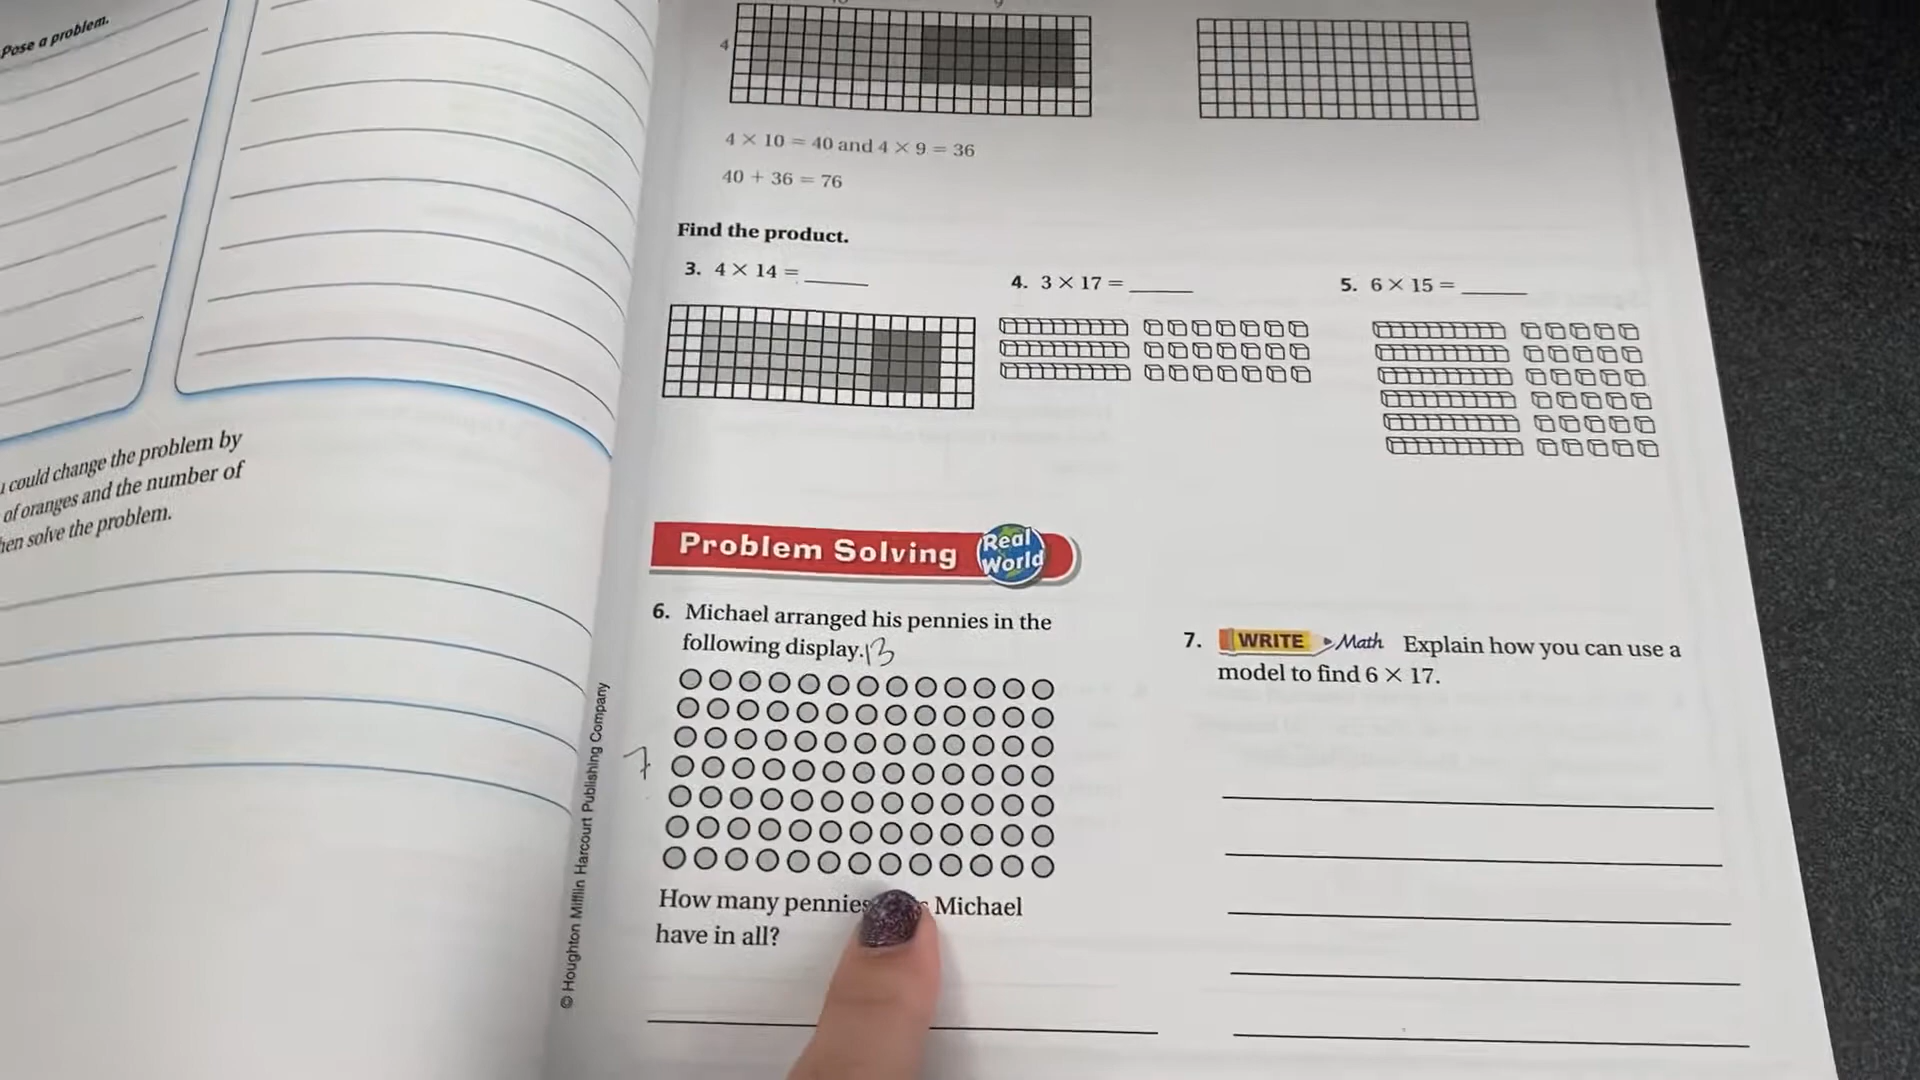 Pose a problem.
could change the problem by
of oranges and the number of
solve the problem.
4
9
4 × 10 = 40 and 4 × 9 = 36
40 + 36 = 76
Find the product.
3. 4 × 14 = ______
4. 3 × 17 = ______
5. 6 × 15 = ______
Problem Solving Real World
6. Michael arranged his pennies in the
following display. 13
7
How many pennies Michael
have in all?
7. WRITE Math Explain how you can use a
model to find 6 × 17.
© Houghton Mifflin Harcourt Publishing Company